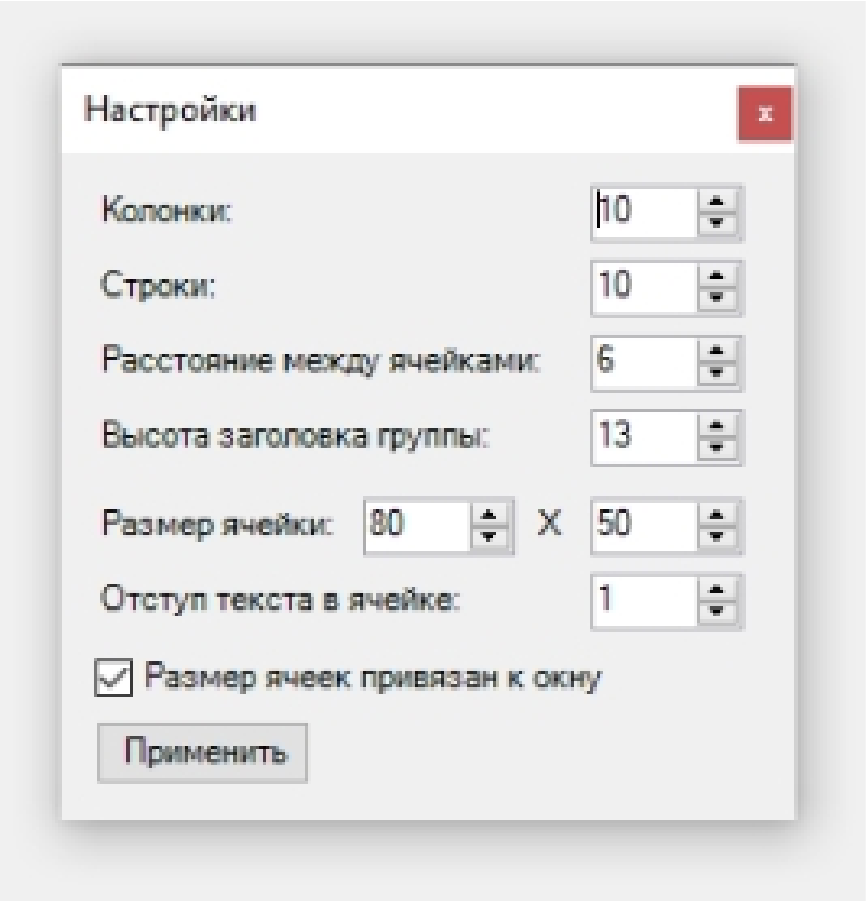 Настройки
x
Колонки: 10
Строки: 10
Расстояние между ячейками: 6
Высота заголовка группы: 13
Размер ячейки: 80 X 50
Отступ текста в ячейке: 1
Размер ячеек привязан к окну
Применить